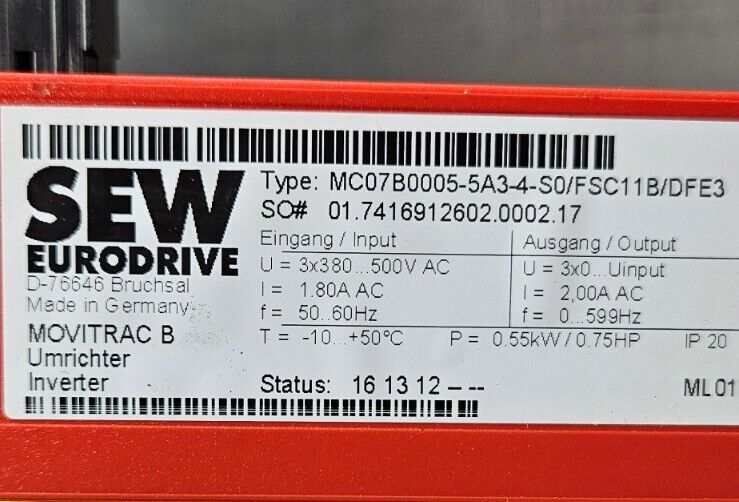 SEW
EURODRIVE
D-76646 Bruchsal
Made in Germany
MOVITRAC B
Umrichter
Inverter
Type: MC07B0005-5A3-4-S0/FSC11B/DFE3
SO# 01.7416912602.0002.17
Eingang / Input
U = 3x380...500V AC
I = 1.80A AC
f = 50...60Hz
Ausgang / Output
U = 3x0...Uinput
I = 2,00A AC
f = 0...599Hz
T = -10...+50°C P = 0.55kW / 0.75HP IP 20
Status: 16 13 12 -- -- ML 01